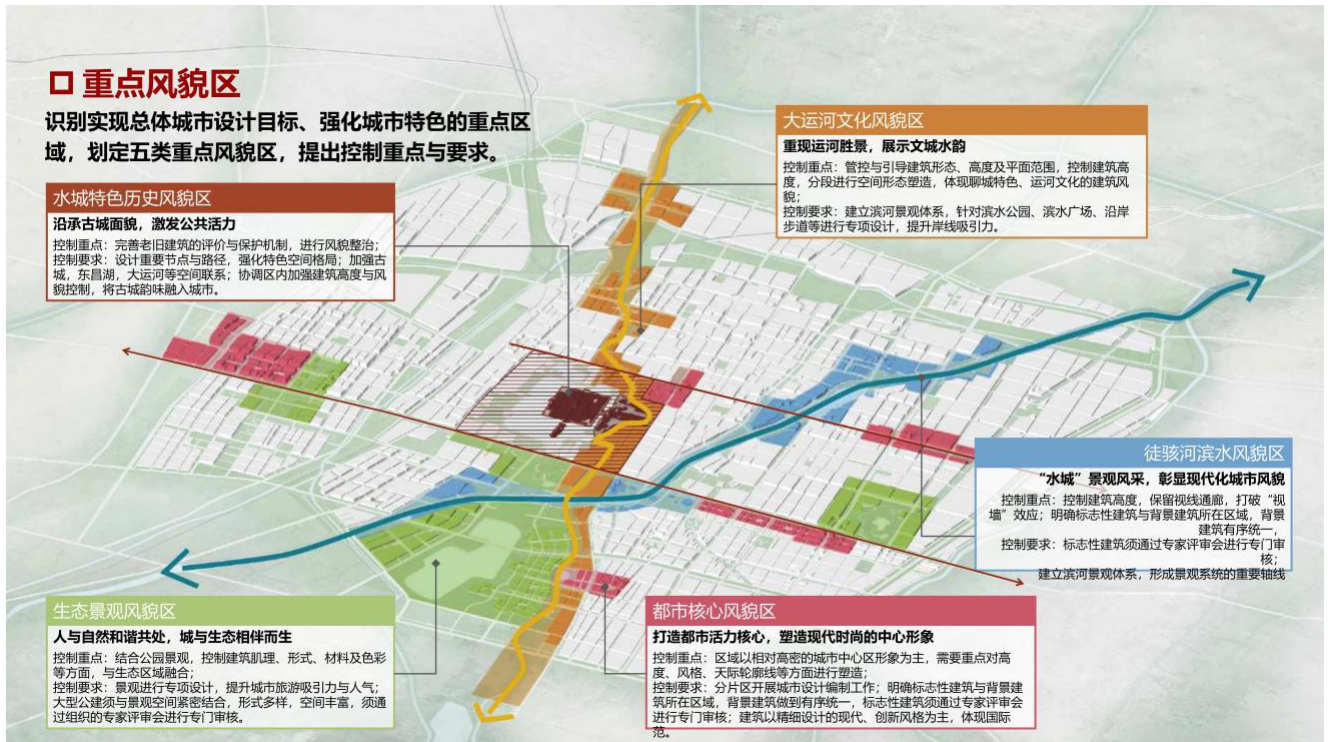 重点风貌区
识别实现总体城市设计目标、强化城市特色的重点区
域，划定五类重点风貌区，提出控制重点与要求。
水城特色历史风貌区
沿承古城面貌，激发公共活力
控制重点：完善老旧建筑的评价与保护机制，进行风貌整治；
控制要求：设计重要节点与路径，强化特色空间格局；加强古
城，东昌湖，大运河等空间联系；协调区内加强建筑高度与风
貌控制，将古城韵味融入城市。
大运河文化风貌区
重现运河胜景，展示文城水韵
控制重点：管控与引导建筑形态、高度及平面范围，控制建筑高
度，分段进行空间形态塑造，体现聊城特色、运河文化的建筑风
貌；
控制要求：建立滨河景观体系，针对滨水公园、滨水广场、沿岸
步道等进行专项设计，提升岸线吸引力。
徒骇河滨水风貌区
“水城”景观风采，彰显现代化城市风貌
控制重点：控制建筑高度，保留视线通廊，打破“视
墙”效应；明确标志性建筑与背景建筑所在区域，背景
建筑有序统一，
控制要求：标志性建筑须通过专家评审会进行专门审
核；
建立滨河景观体系，形成景观系统的重要轴线
生态景观风貌区
人与自然和谐共处，城与生态相伴而生
控制重点：结合公园景观，控制建筑肌理、形式、材料及色彩
等方面，与生态区域融合；
控制要求：景观进行专项设计，提升城市旅游吸引力与人气；
大型公建须与景观空间紧密结合，形式多样，空间丰富，须通
过组织的专家评审会进行专门审核。
都市核心风貌区
打造都市活力核心，塑造现代时尚的中心形象
控制重点：区域以相对高密的城市中心区形象为主，需要重点对高
度、风格、天际轮廓线等方面进行塑造；
控制要求：分片区开展城市设计编制工作；明确标志性建筑与背景建
筑所在区域，背景建筑做到有序统一，标志性建筑须通过专家评审会
进行专门审核；建筑以精细设计的现代、创新风格为主，体现国际
范。